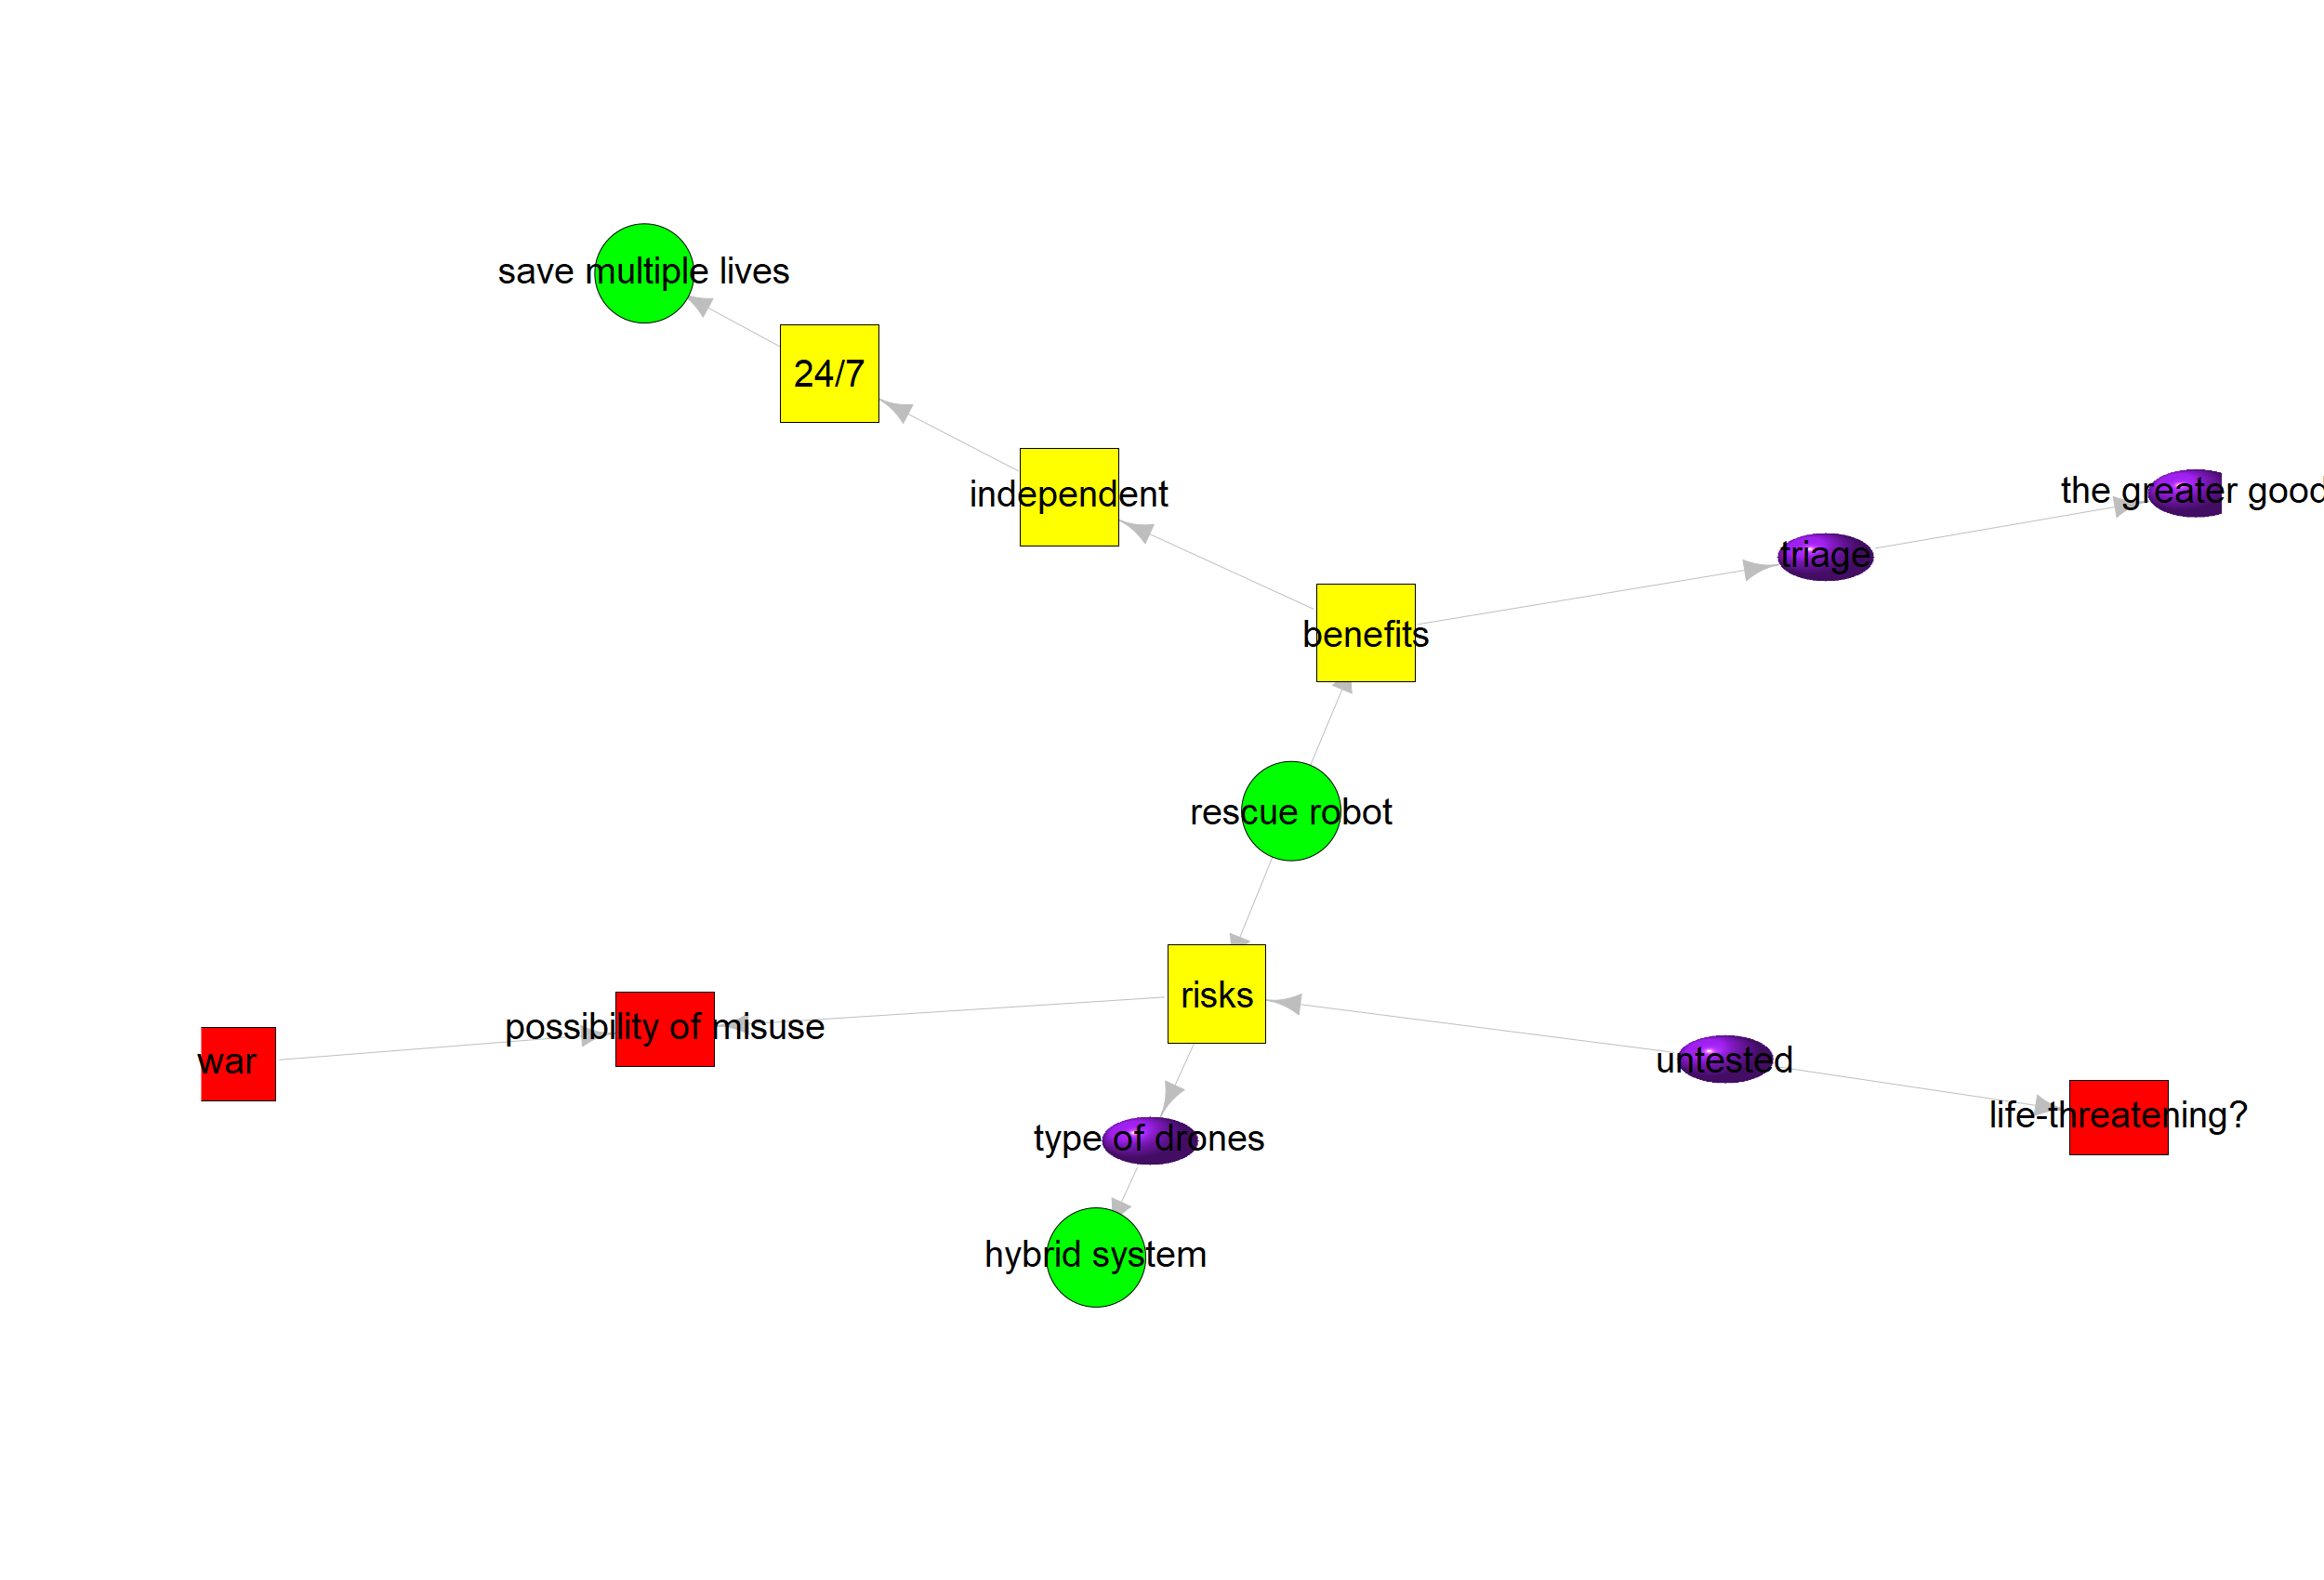 save multiple lives
24/7
independent
the greater good
triage
benefits
rescue robot
risks
possibility of misuse
war
untested
life-threatening?
type of drones
hybrid system